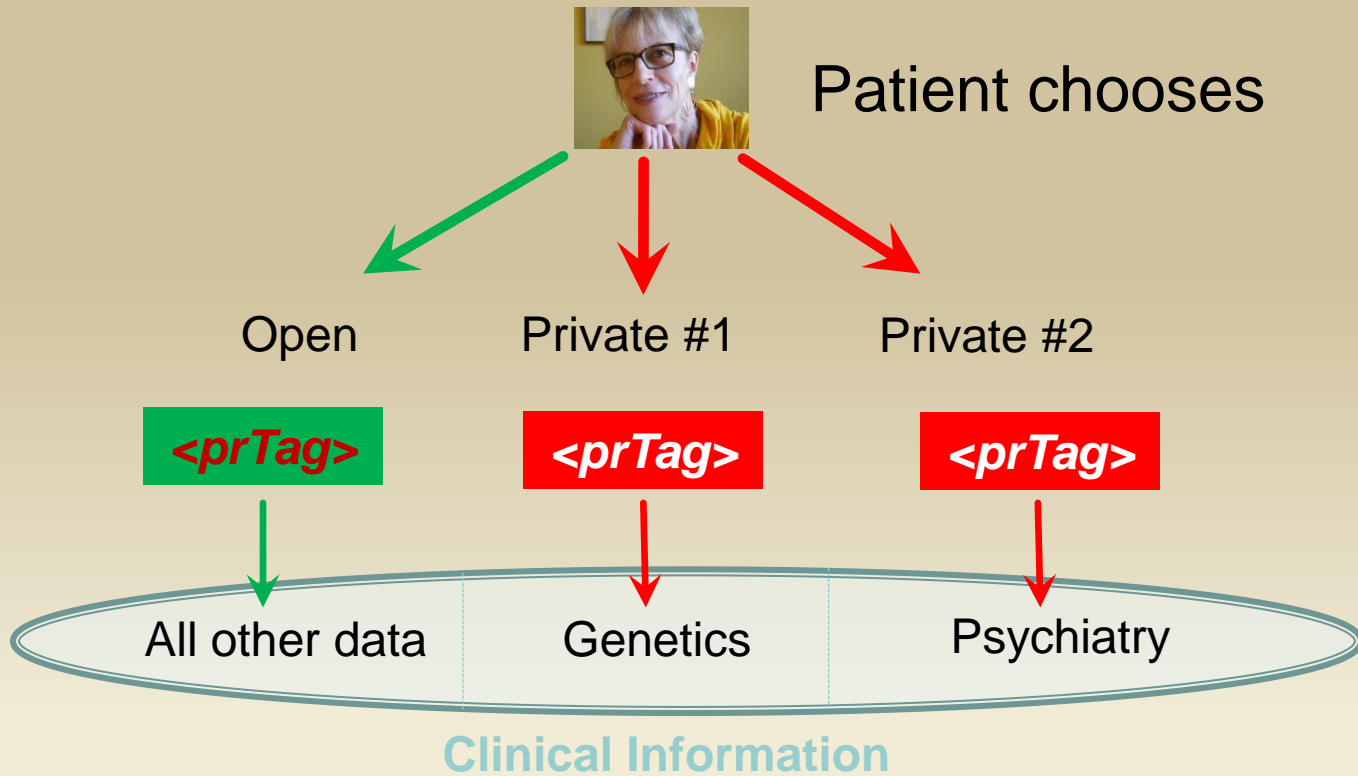 Patient chooses
Open Private #1 Private #2
<prTag> <prTag> <prTag>
All other data Genetics Psychiatry
Clinical Information